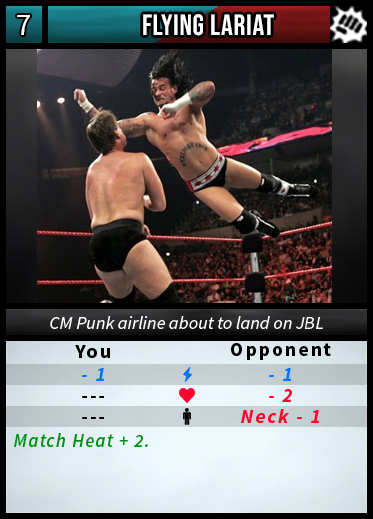 7
FLYING LARIAT
CM Punk airline about to land on JBL
You Opponent
- 1 - 1
--- - 2
--- Neck - 1
Match Heat + 2.